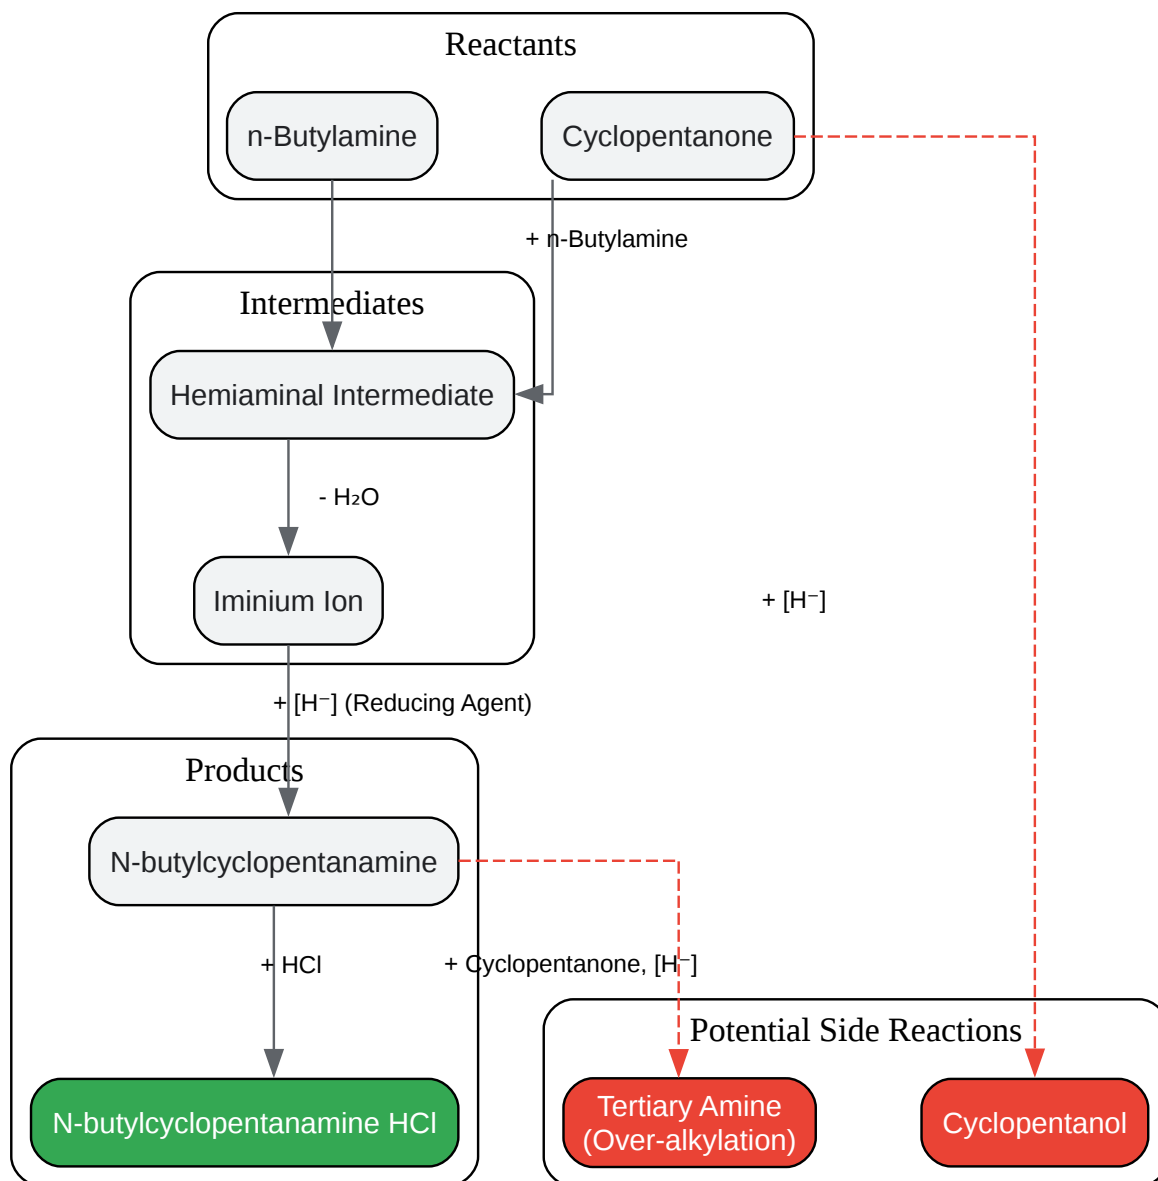 Reactants
n-Butylamine
Cyclopentanone
+ n-Butylamine
Intermediates
Hemiaminal Intermediate
- H₂O
Iminium Ion
+ [H⁻]
+ [H⁻] (Reducing Agent)
Products
N-butylcyclopentanamine
+ HCl
+ Cyclopentanone, [H⁻]
Potential Side Reactions
N-butylcyclopentanamine HCl
Tertiary Amine
(Over-alkylation)
Cyclopentanol